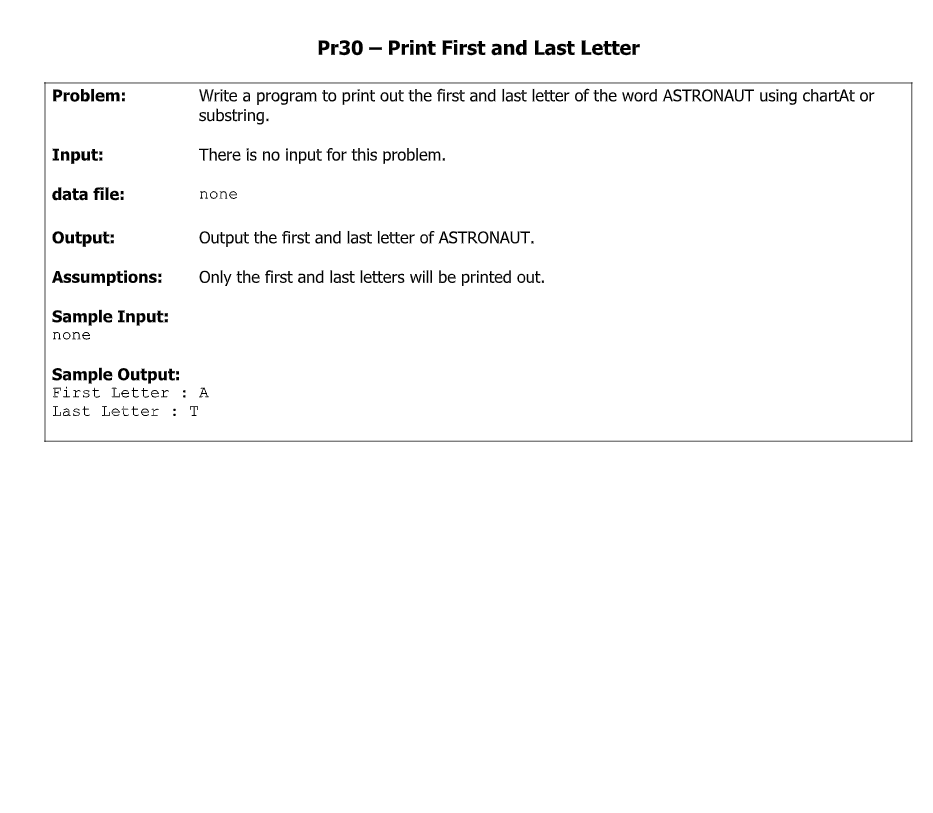 Pr30 – Print First and Last Letter
Problem: Write a program to print out the first and last letter of the word ASTRONAUT using chartAt or
substring.
Input: There is no input for this problem.
data file: none
Output: Output the first and last letter of ASTRONAUT.
Assumptions: Only the first and last letters will be printed out.
Sample Input:
none
Sample Output:
First Letter : A
Last Letter : T